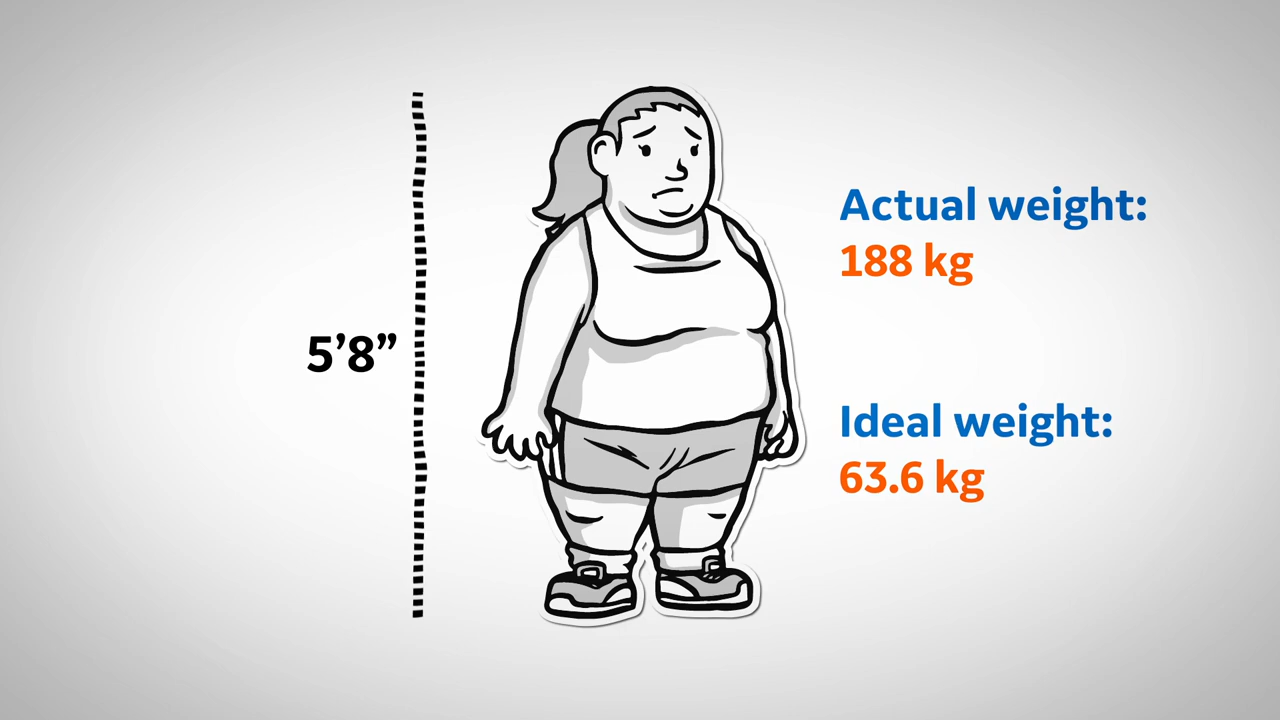 5’8”
Actual weight:
188 kg
Ideal weight:
63.6 kg